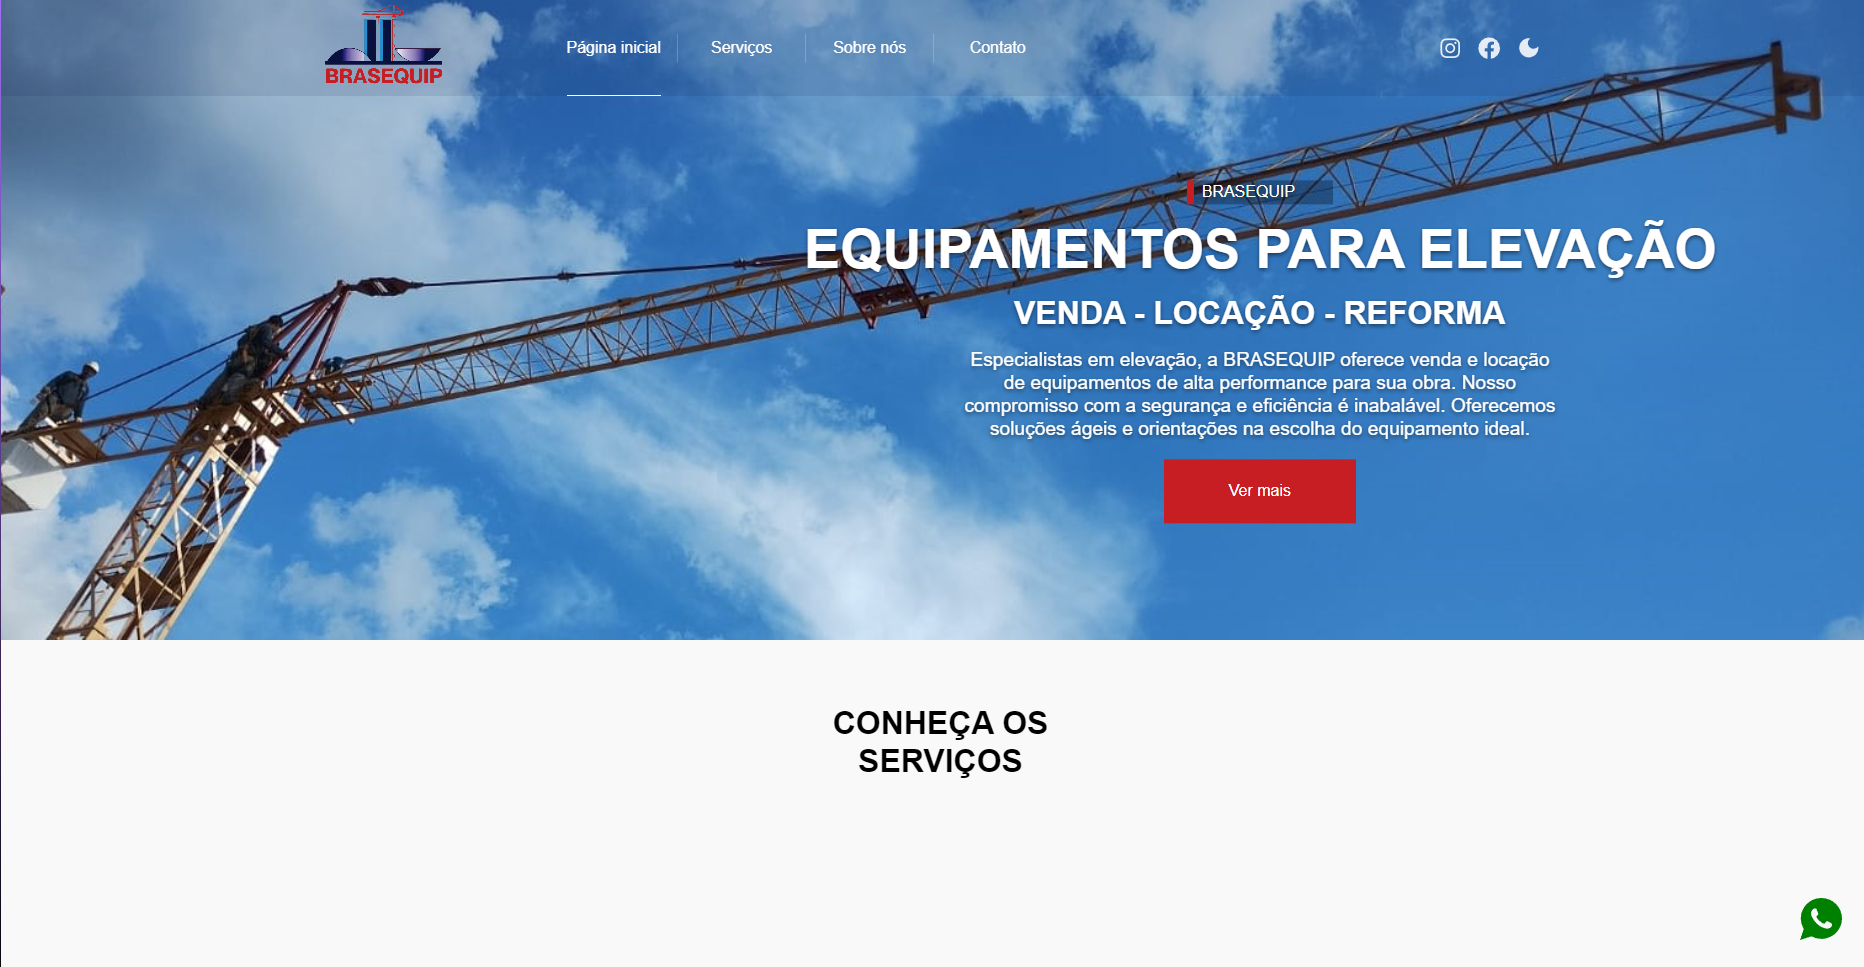 BRASEQUIP
Página inicial
Serviços
Sobre nós
Contato
BRASEQUIP
EQUIPAMENTOS PARA ELEVAÇÃO
VENDA - LOCAÇÃO - REFORMA
Especialistas em elevação, a BRASEQUIP oferece venda e locação
de equipamentos de alta performance para sua obra. Nosso
compromisso com a segurança e eficiência é inabalável. Oferecemos
soluções ágeis e orientações na escolha do equipamento ideal.
Ver mais
CONHEÇA OS
SERVIÇOS